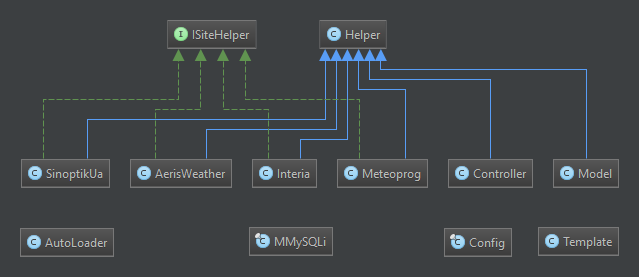 I ISiteHelper
C Helper
C SinoptikUa
C AerisWeather
C Interia
C Meteoprog
C Controller
C Model
C AutoLoader
C MMySQLi
C Config
C Template